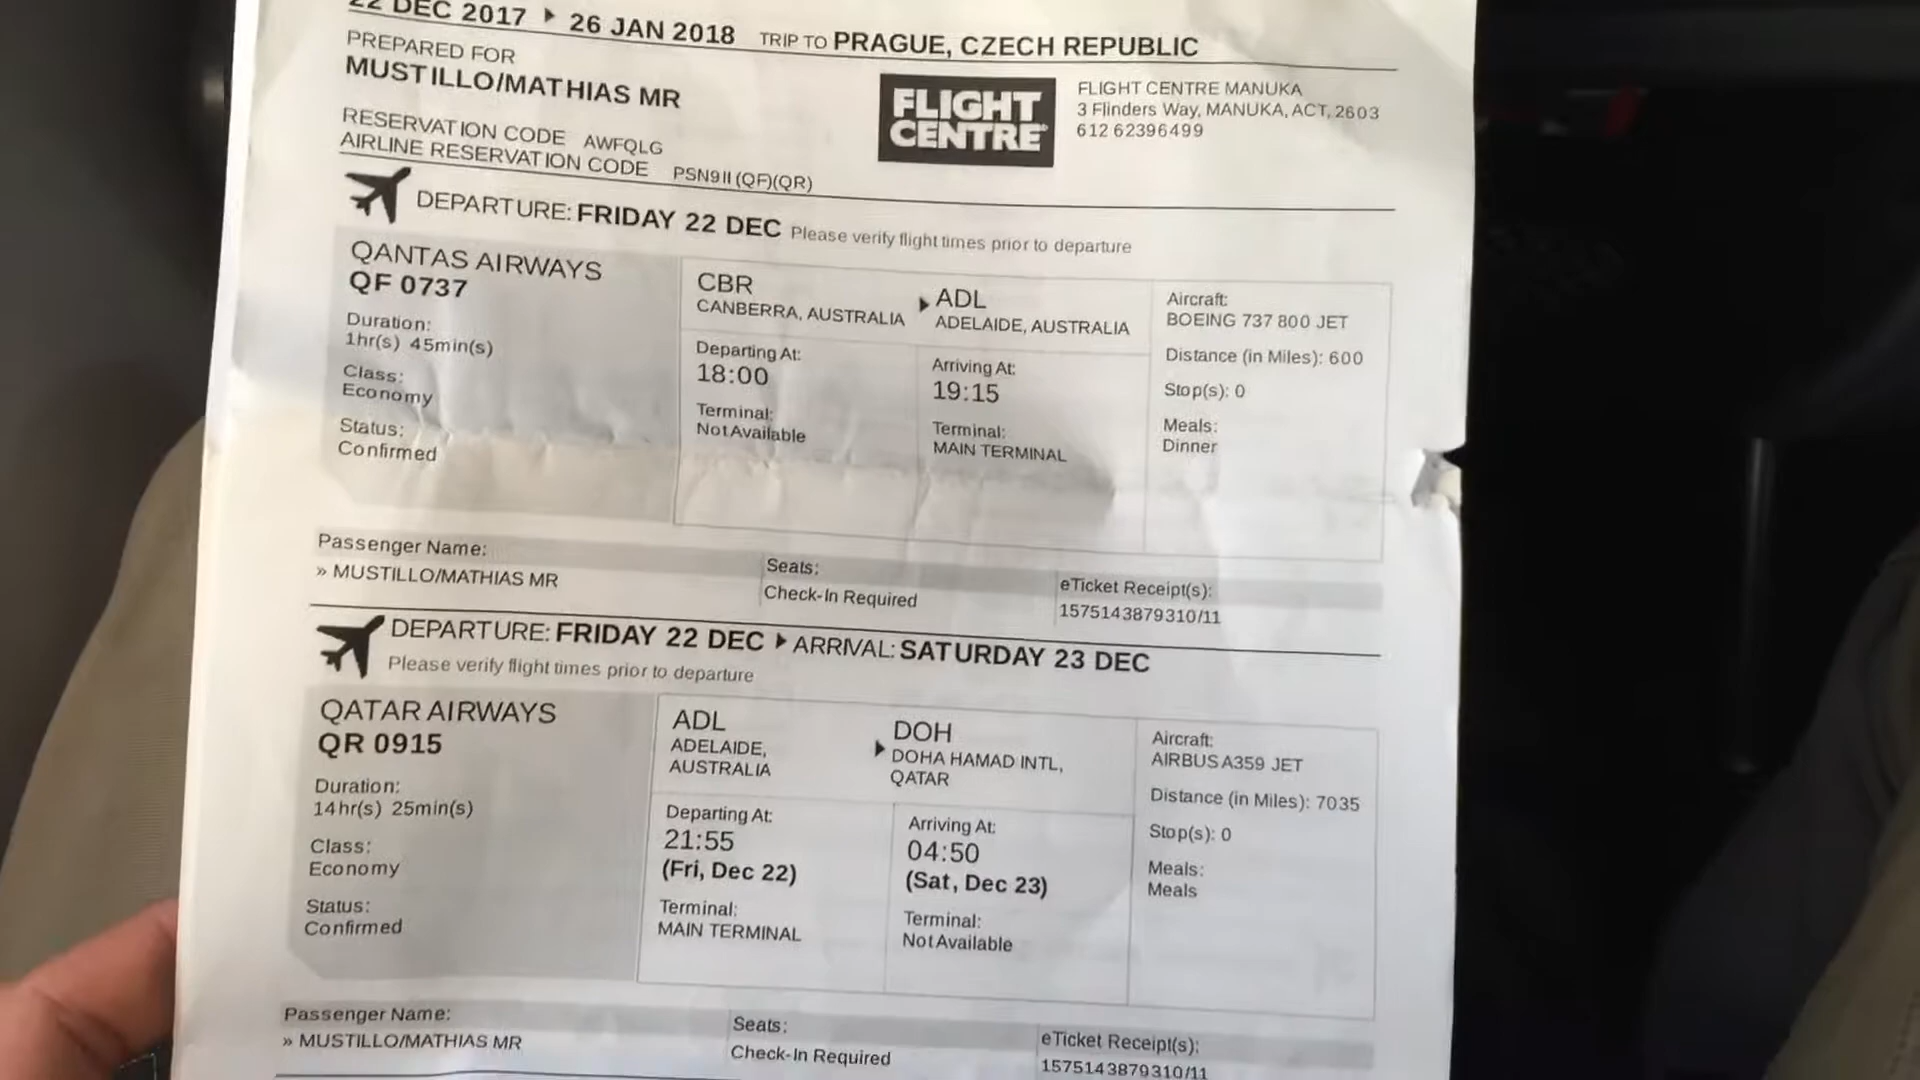 22 DEC 2017 ▶ 26 JAN 2018 TRIP TO PRAGUE, CZECH REPUBLIC
PREPARED FOR
MUSTILLO/MATHIAS MR
RESERVATION CODE AWFQLG
AIRLINE RESERVATION CODE PSN9II (QF)(QR)
FLIGHT
CENTRE
FLIGHT CENTRE MANUKA
3 Flinders Way, MANUKA, ACT, 2603
612 62396499
DEPARTURE: FRIDAY 22 DEC Please verify flight times prior to departure
QANTAS AIRWAYS
QF 0737
Duration:
1hr(s) 45min(s)
Class:
Economy
Status:
Confirmed
CBR
CANBERRA, AUSTRALIA
▶ ADL
ADELAIDE, AUSTRALIA
Departing At:
18:00
Terminal:
Not Available
Arriving At:
19:15
Terminal:
MAIN TERMINAL
Aircraft:
BOEING 737 800 JET
Distance (in Miles): 600
Stop(s): 0
Meals:
Dinner
Passenger Name:
» MUSTILLO/MATHIAS MR
Seats:
Check-In Required
eTicket Receipt(s):
1575143879310/11
DEPARTURE: FRIDAY 22 DEC ▶ ARRIVAL: SATURDAY 23 DEC
Please verify flight times prior to departure
QATAR AIRWAYS
QR 0915
Duration:
14hr(s) 25min(s)
Class:
Economy
Status:
Confirmed
ADL
ADELAIDE,
AUSTRALIA
▶ DOH
DOHA HAMAD INTL,
QATAR
Departing At:
21:55
(Fri, Dec 22)
Terminal:
MAIN TERMINAL
Arriving At:
04:50
(Sat, Dec 23)
Terminal:
Not Available
Aircraft:
AIRBUS A359 JET
Distance (in Miles): 7035
Stop(s): 0
Meals:
Meals
Passenger Name:
» MUSTILLO/MATHIAS MR
Seats:
Check-In Required
eTicket Receipt(s):
1575143879310/11